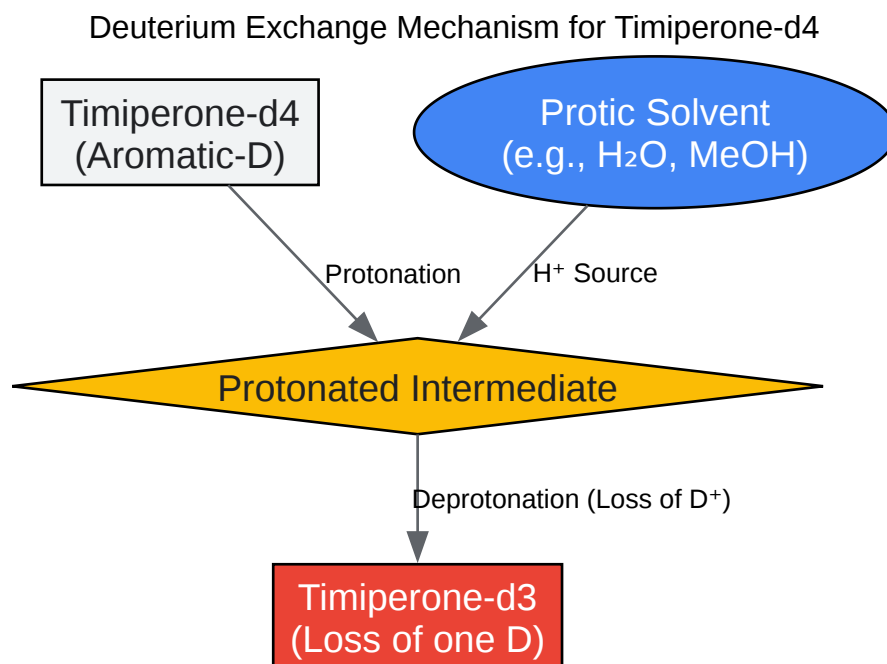 Deuterium Exchange Mechanism for Timiperone-d4
Timiperone-d4
(Aromatic-D)
Protic Solvent
(e.g., H₂O, MeOH)
Protonation
H⁺ Source
Protonated Intermediate
Deprotonation (Loss of D⁺)
Timiperone-d3
(Loss of one D)